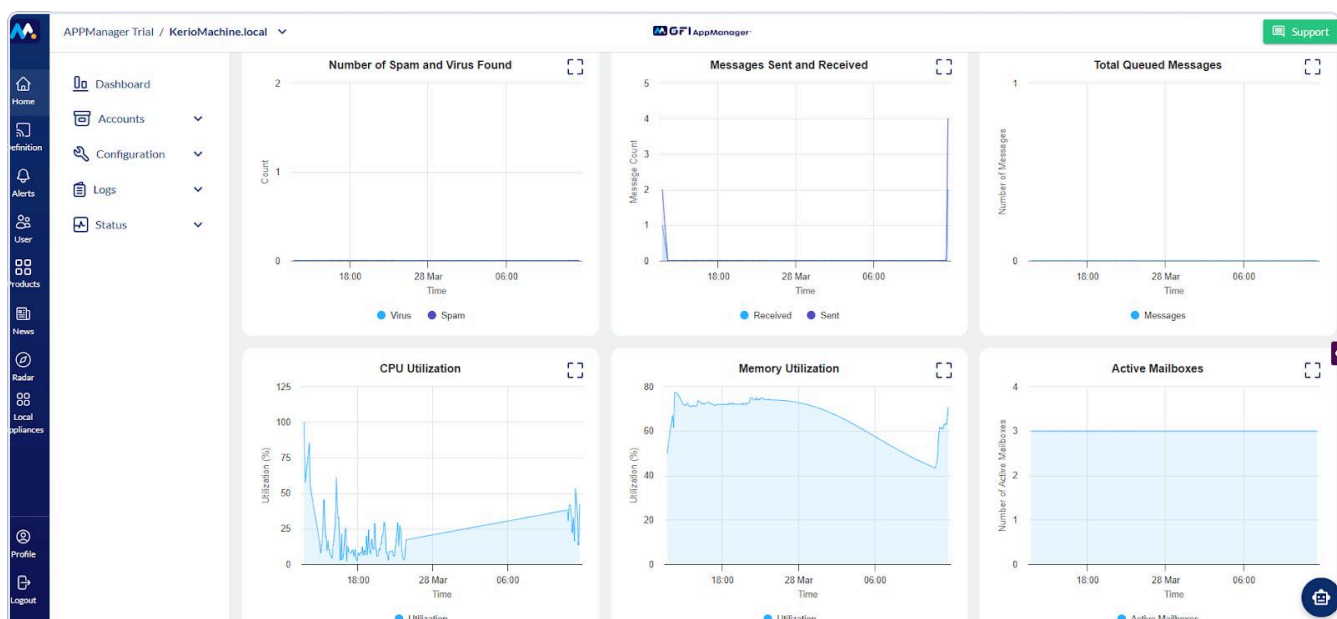 APPManager Trial / KerioMachine.local
GFI AppManager
Support
Home
efinition
Alerts
User
roducts
News
Radar
Local
ppliances
Profile
Logout
Dashboard
Accounts
Configuration
Logs
Status
Number of Spam and Virus Found
2
1
0
Count
18:00 28 Mar 06:00
Time
Virus Spam
Messages Sent and Received
5
4
3
2
1
0
Message Count
18:00 28 Mar 06:00
Time
Received Sent
Total Queued Messages
1
0
Number of Messages
18:00 28 Mar 06:00
Time
Messages
CPU Utilization
125
100
75
50
25
0
Utilization (%)
18:00 28 Mar 06:00
Time
Utilization
Memory Utilization
80
60
40
20
0
Utilization (%)
18:00 28 Mar 06:00
Time
Utilization
Active Mailboxes
4
3
2
1
0
Number of Active Mailboxes
18:00 28 Mar 06:00
Time
Active Mailboxes